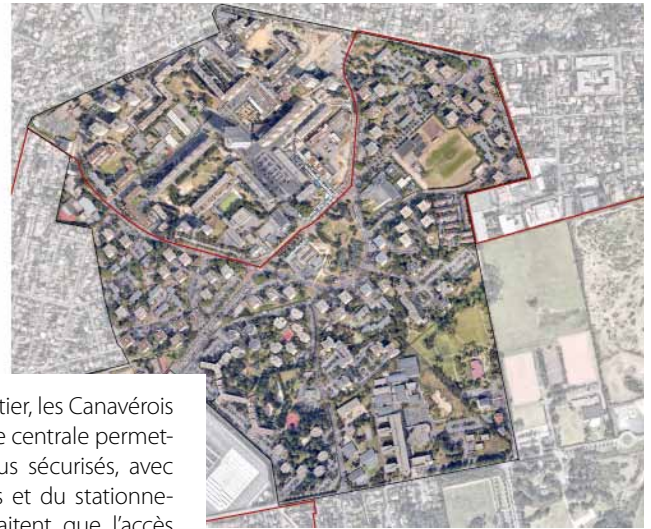 tier, les Canavérois
e centrale permet-
us sécurisés, avec
s et du stationne-
aitent que l'accès